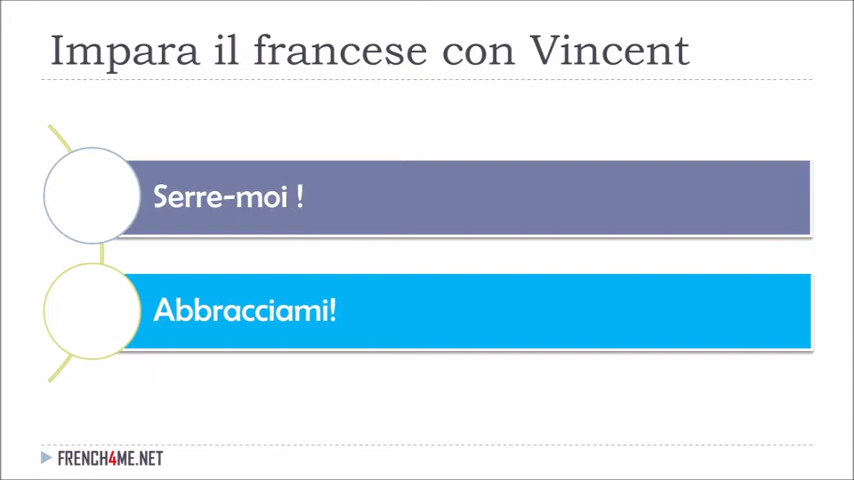 Impara il francese con Vincent
Serre-moi !
Abbracciami!
FRENCH4ME.NET